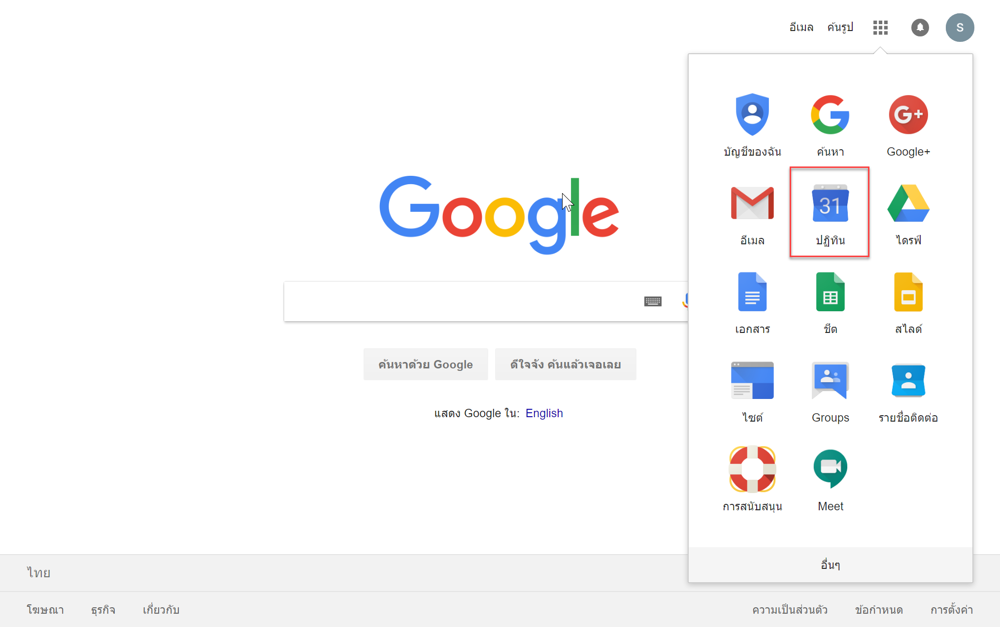 อีเมล ค้นรูป S
บัญชีของฉัน ค้นหา Google+
G+
31
อีเมล ปฏิทิน ไดรฟ์
Google
เอกสาร ชีต สไลด์
ค้นหาด้วย Google ดีใจจัง ค้นแล้วเจอเลย
แสดง Google ใน: English
ไซต์ Groups รายชื่อติดต่อ
การสนับสนุน Meet
อื่นๆ
ไทย
โฆษณา ธุรกิจ เกี่ยวกับ ความเป็นส่วนตัว ข้อกำหนด การตั้งค่า